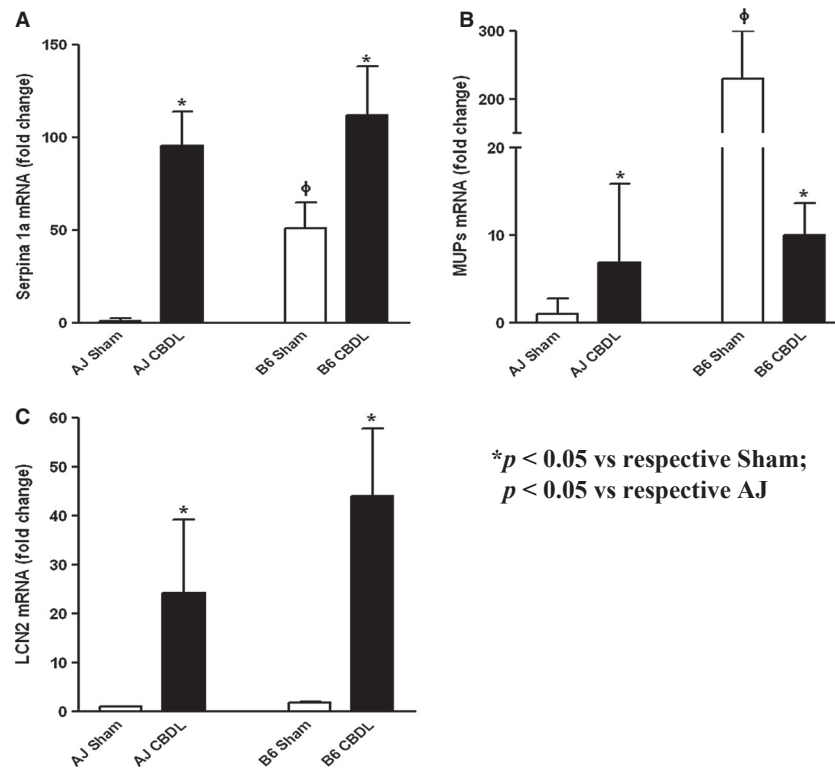 A
Serpina 1a mRNA (fold change)
150
100
50
0
*
ϕ
*
AJ Sham
AJ CBDL
B6 Sham
B6 CBDL
B
MUPs mRNA (fold change)
300
200
20
10
0
*
ϕ
*
AJ Sham
AJ CBDL
B6 Sham
B6 CBDL
C
LCN2 mRNA (fold change)
60
50
40
30
20
10
0
*
*
AJ Sham
AJ CBDL
B6 Sham
B6 CBDL
*p < 0.05 vs respective Sham;
p < 0.05 vs respective AJ